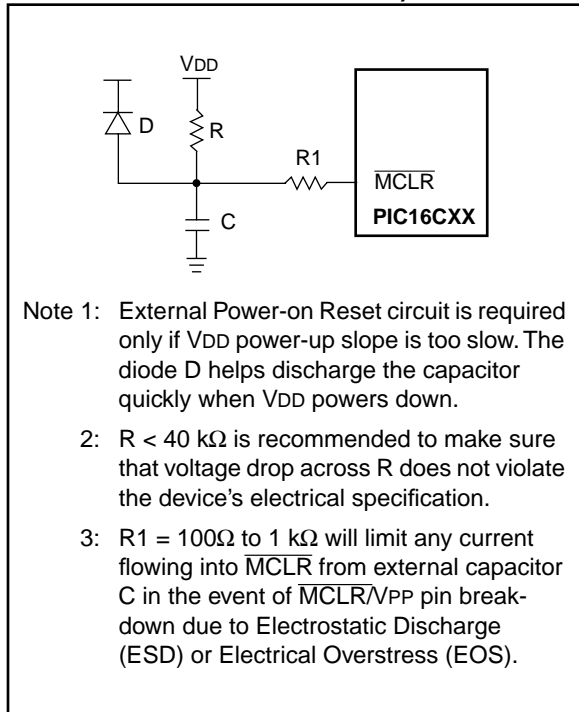 VDD
D
R
R1
MCLR
PIC16CXX
C
Note 1: External Power-on Reset circuit is required
only if VDD power-up slope is too slow. The
diode D helps discharge the capacitor
quickly when VDD powers down.
2: R < 40 kΩ is recommended to make sure
that voltage drop across R does not violate
the device's electrical specification.
3: R1 = 100Ω to 1 kΩ will limit any current
flowing into MCLR from external capacitor
C in the event of MCLR/VPP pin break-
down due to Electrostatic Discharge
(ESD) or Electrical Overstress (EOS).